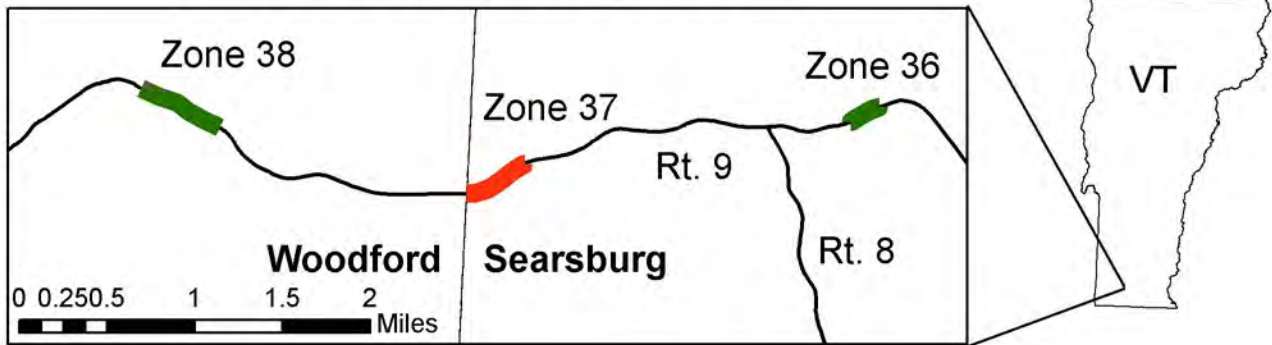 Zone 38
Zone 36
VT
Zone 37
Rt. 9
Rt. 8
Woodford Searsburg
0 0.250.5 1 1.5 2
Miles